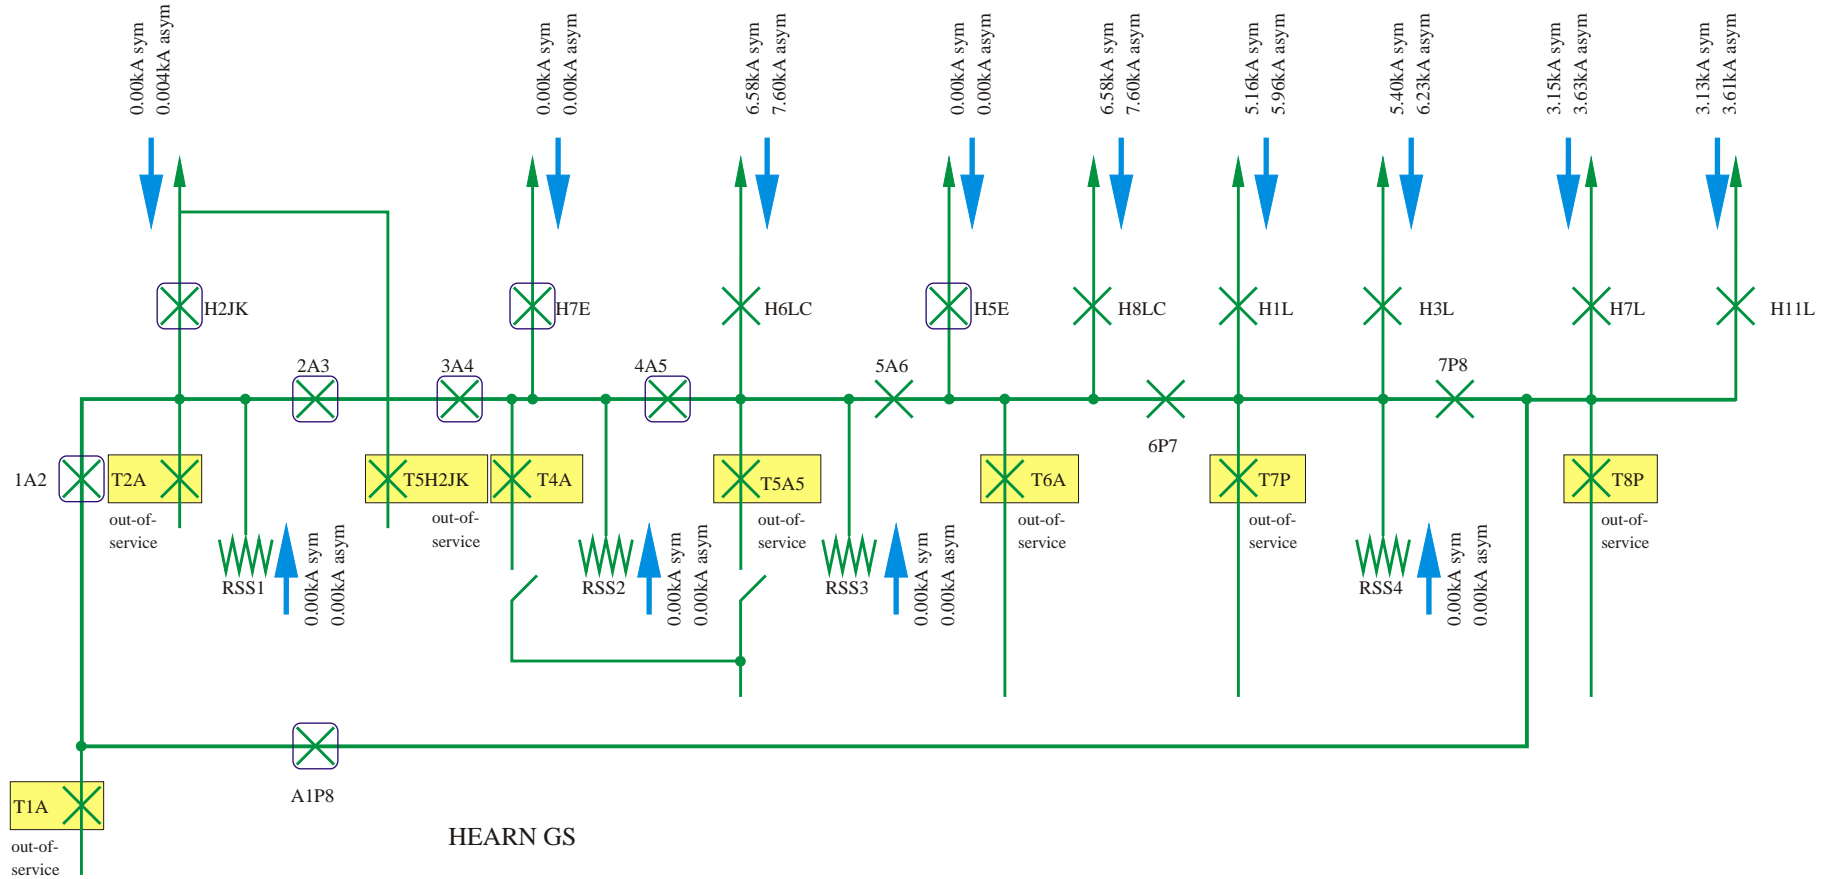 0.00kA sym
0.004kA asym
0.00kA sym
0.00kA asym
6.58kA sym
7.60kA asym
0.00kA sym
0.00kA asym
6.58kA sym
7.60kA asym
5.16kA sym
5.96kA asym
5.40kA sym
6.23kA asym
3.15kA sym
3.63kA asym
3.13kA sym
3.61kA asym
H2JK
H7E
H6LC
H5E
H8LC
H1L
H3L
H7L
H11L
2A3
3A4
4A5
5A6
6P7
7P8
1A2
T2A
T5H2JK
T4A
T5A5
T6A
T7P
T8P
out-of-
service
out-of-
service
out-of-
service
out-of-
service
out-of-
service
out-of-
service
RSS1
0.00kA sym
0.00kA asym
RSS2
0.00kA sym
0.00kA asym
RSS3
0.00kA sym
0.00kA asym
RSS4
0.00kA sym
0.00kA asym
A1P8
T1A
out-of-
service
HEARN GS